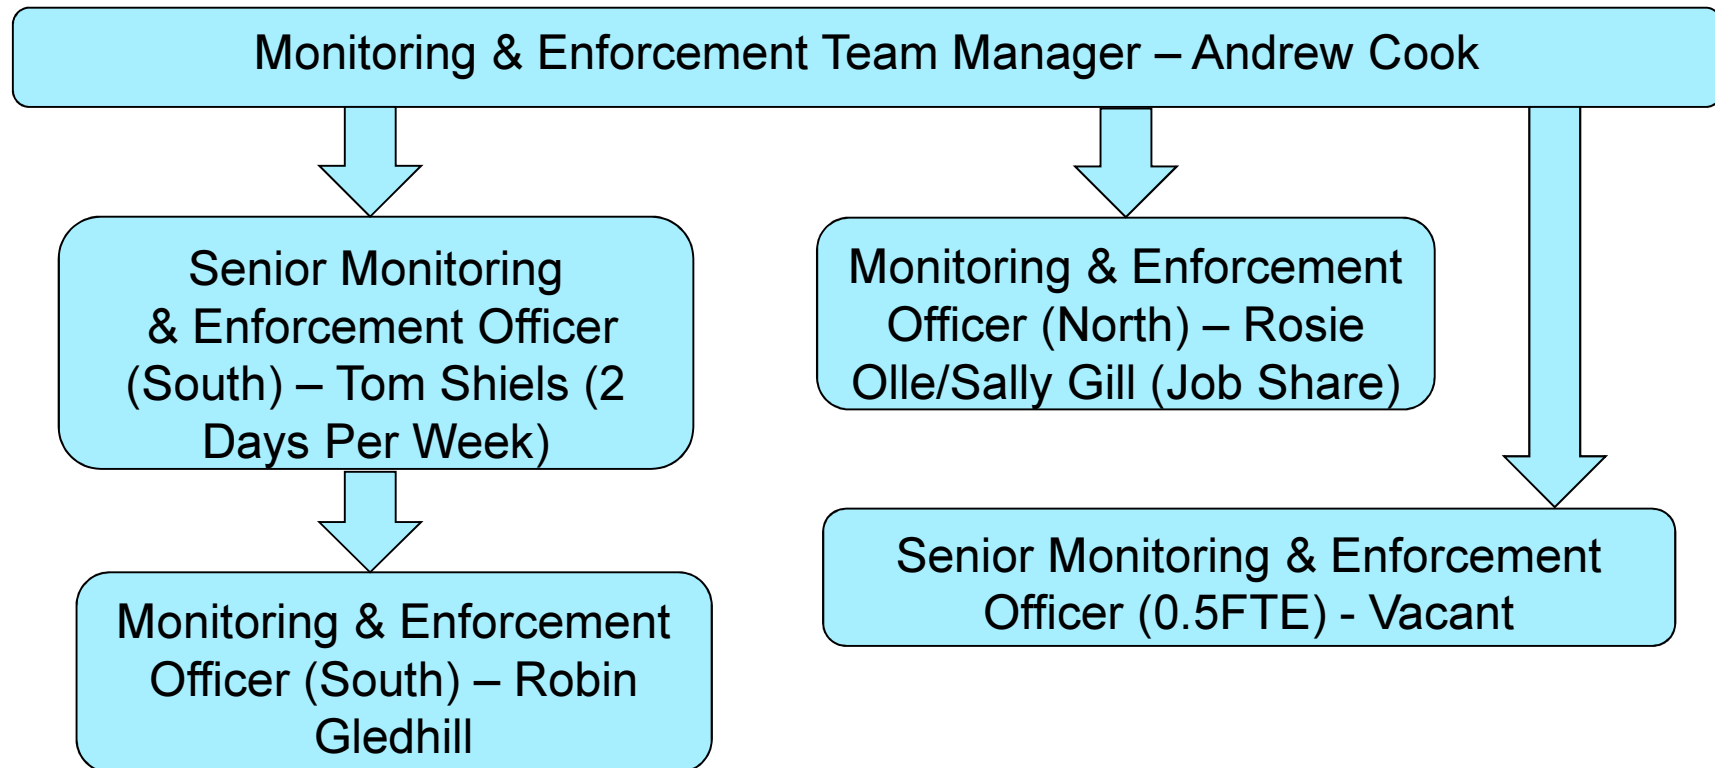 Monitoring & Enforcement Team Manager – Andrew Cook
Senior Monitoring
& Enforcement Officer
(South) – Tom Shiels (2
Days Per Week)
Monitoring & Enforcement
Officer (North) – Rosie
Olle/Sally Gill (Job Share)
Senior Monitoring & Enforcement
Officer (0.5FTE) - Vacant
Monitoring & Enforcement
Officer (South) – Robin
Gledhill